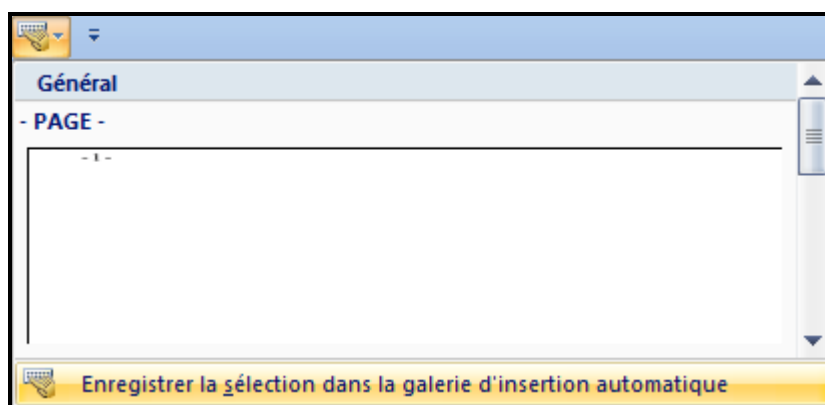 Général
- PAGE -
- 1 -
Enregistrer la sélection dans la galerie d'insertion automatique